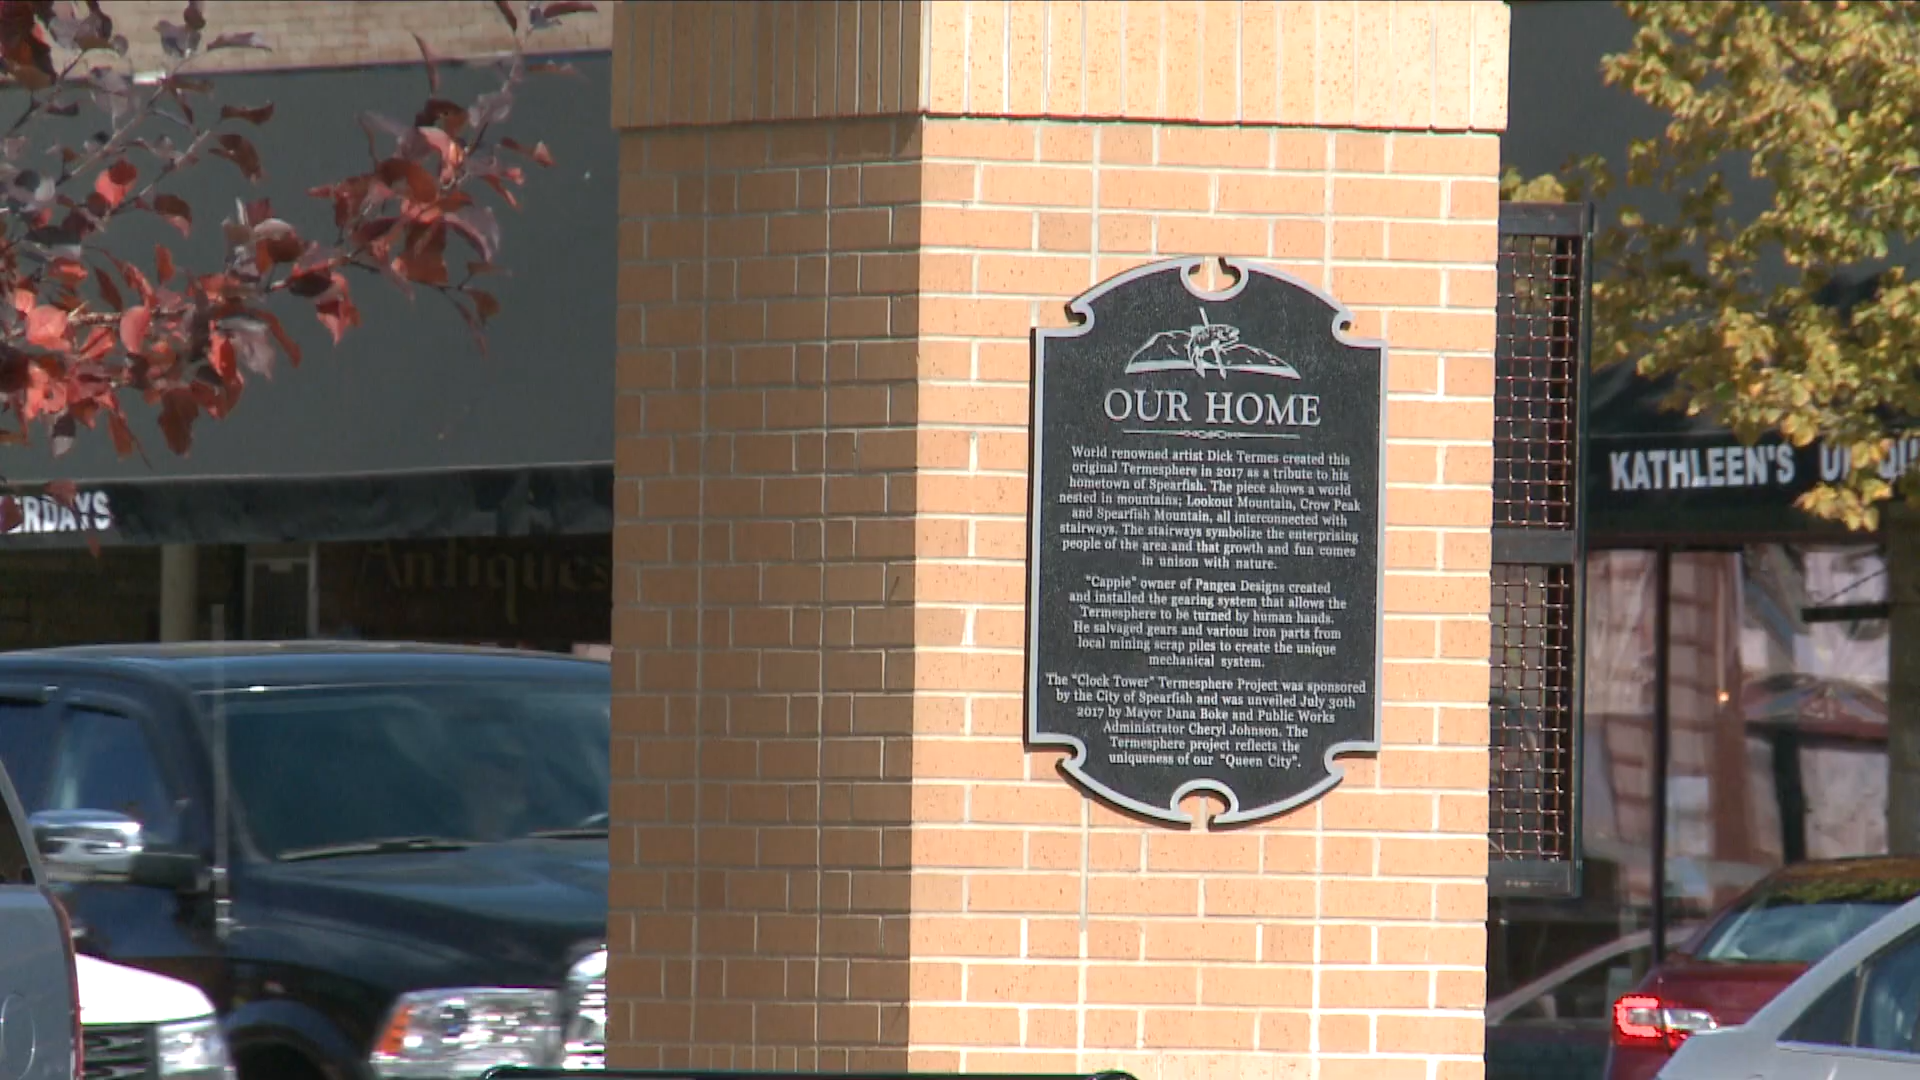 ERDAYS
Antiques
OUR HOME
World renowned artist Dick Termes created this
original Termesphere in 2017 as a tribute to his
hometown of Spearfish. The piece shows a world
nested in mountains; Lookout Mountain, Crow Peak
and Spearfish Mountain, all interconnected with
stairways. The stairways symbolize the enterprising
people of the area and that growth and fun comes
in unison with nature.
"Cappie" owner of Pangea Designs created
and installed the gearing system that allows the
Termesphere to be turned by human hands.
He salvaged gears and various iron parts from
local mining scrap piles to create the unique
mechanical system.
The "Clock Tower" Termesphere Project was sponsored
by the City of Spearfish and was unveiled July 30th
2017 by Mayor Dana Boke and Public Works
Administrator Cheryl Johnson. The
Termesphere project reflects the
uniqueness of our "Queen City".
KATHLEEN'S